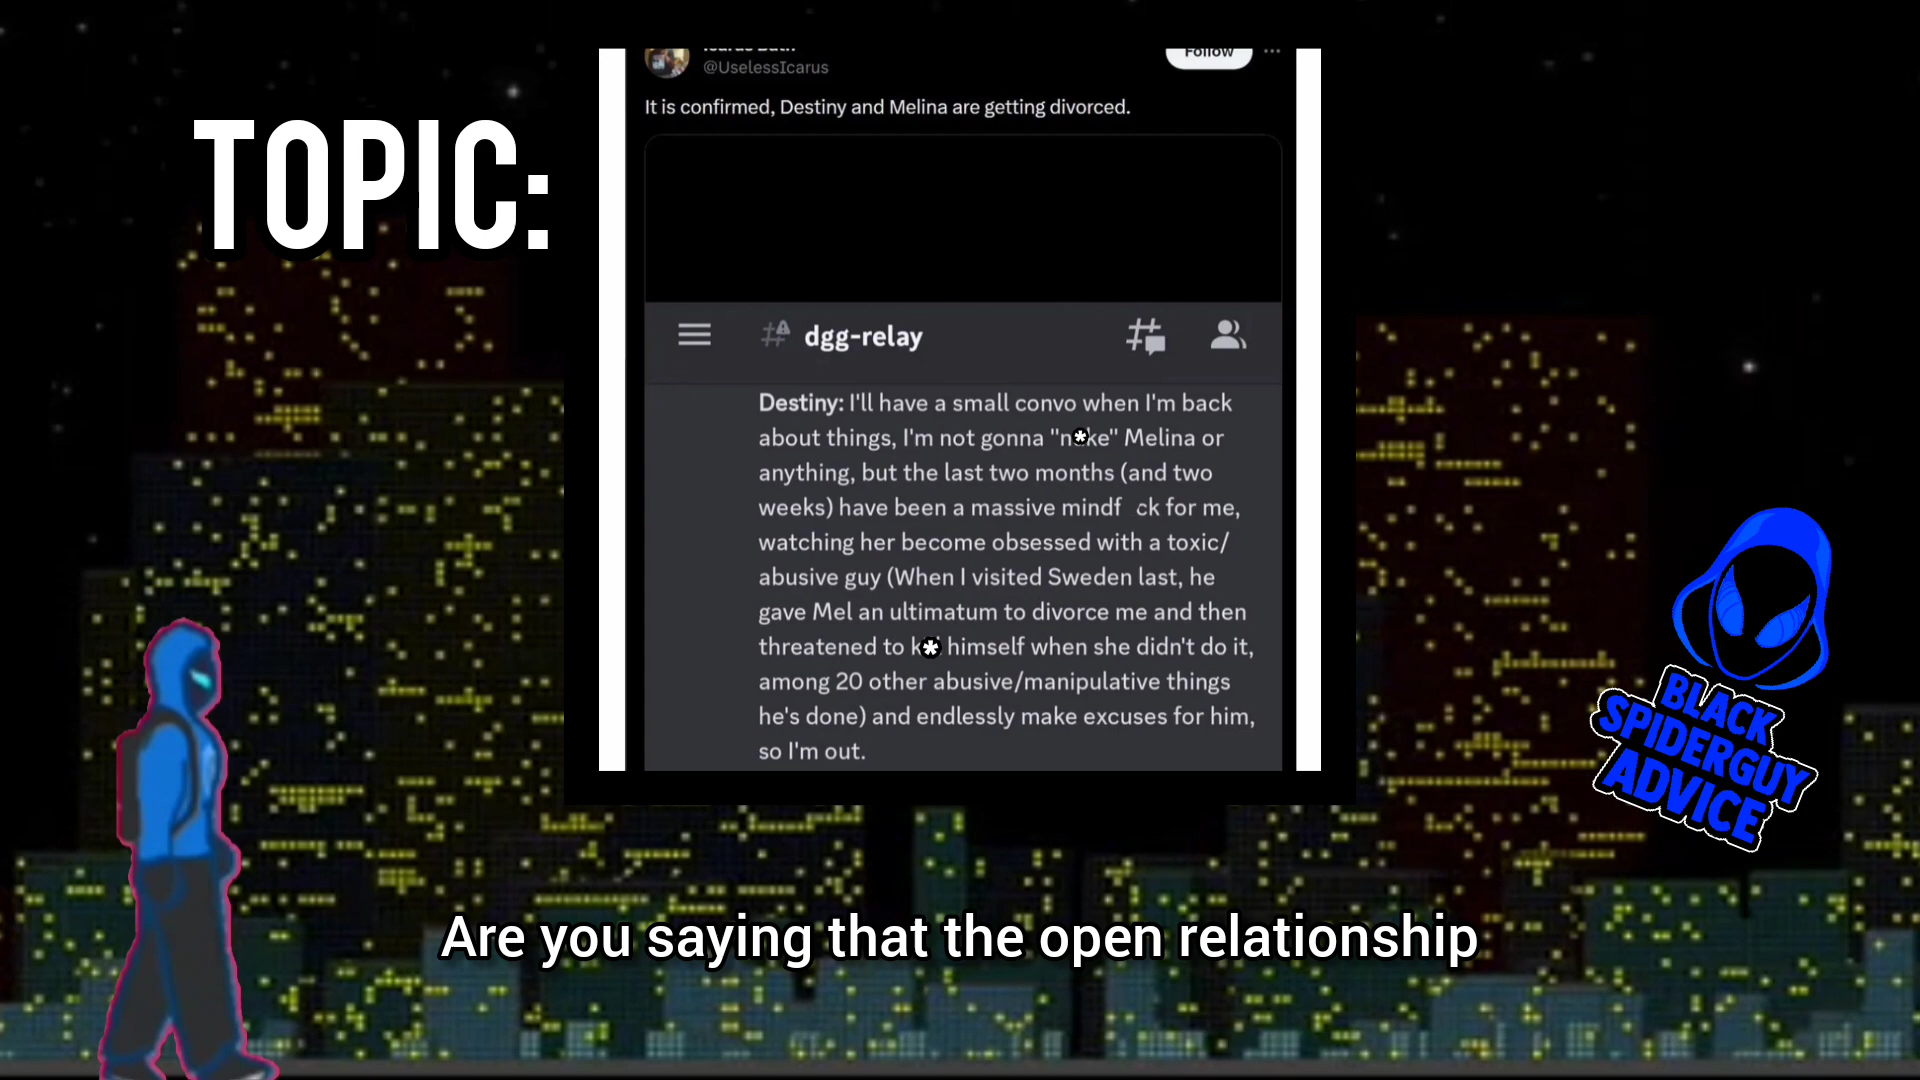 TOPIC:
@UselessIcarus
Follow
It is confirmed, Destiny and Melina are getting divorced.
dgg-relay
Destiny: I'll have a small convo when I'm back
about things, I'm not gonna "n*ke" Melina or
anything, but the last two months (and two
weeks) have been a massive mindf ck for me,
watching her become obsessed with a toxic/
abusive guy (When I visited Sweden last, he
gave Mel an ultimatum to divorce me and then
threatened to k* himself when she didn't do it,
among 20 other abusive/manipulative things
he's done) and endlessly make excuses for him,
so I'm out.
BLACK
SPIDERGUY
ADVICE
Are you saying that the open relationship